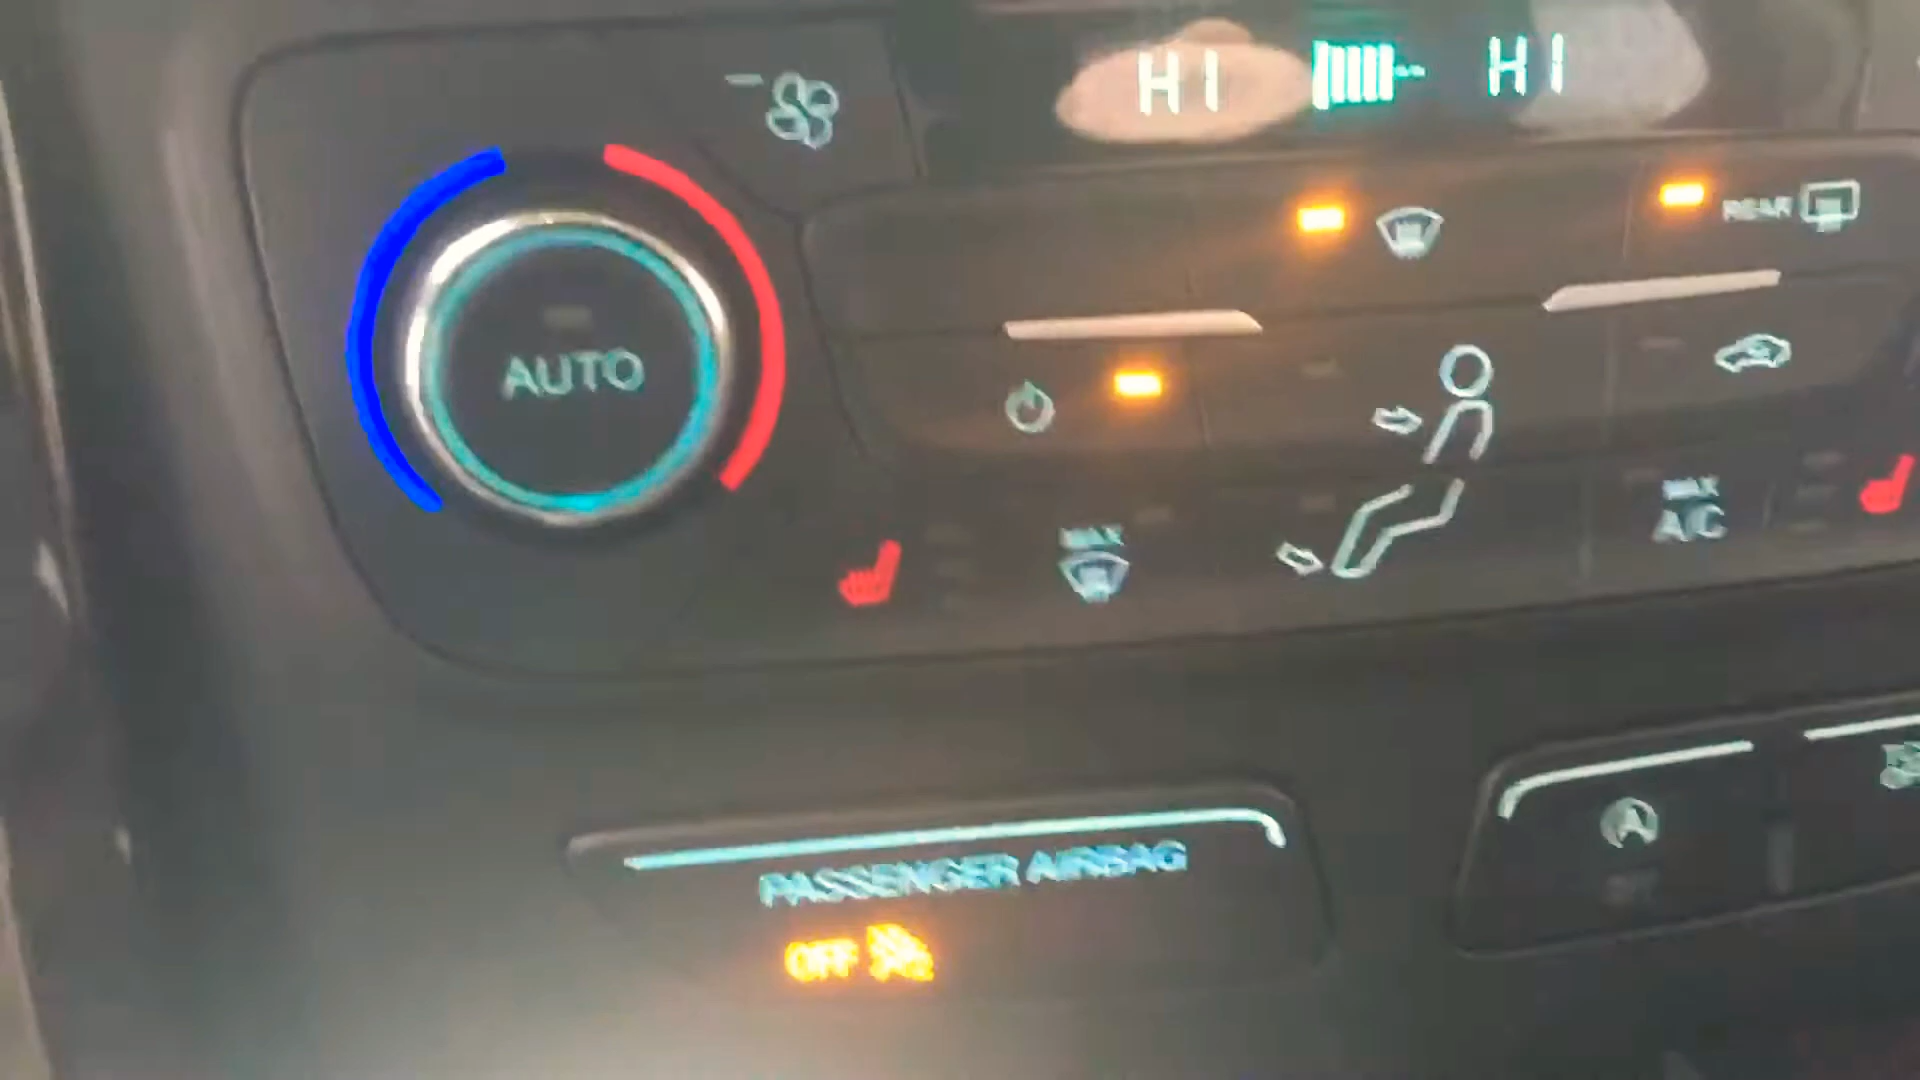 HI HI
REAR
AUTO
MAX
A/C
MAX
PASSENGER AIRBAG
OFF